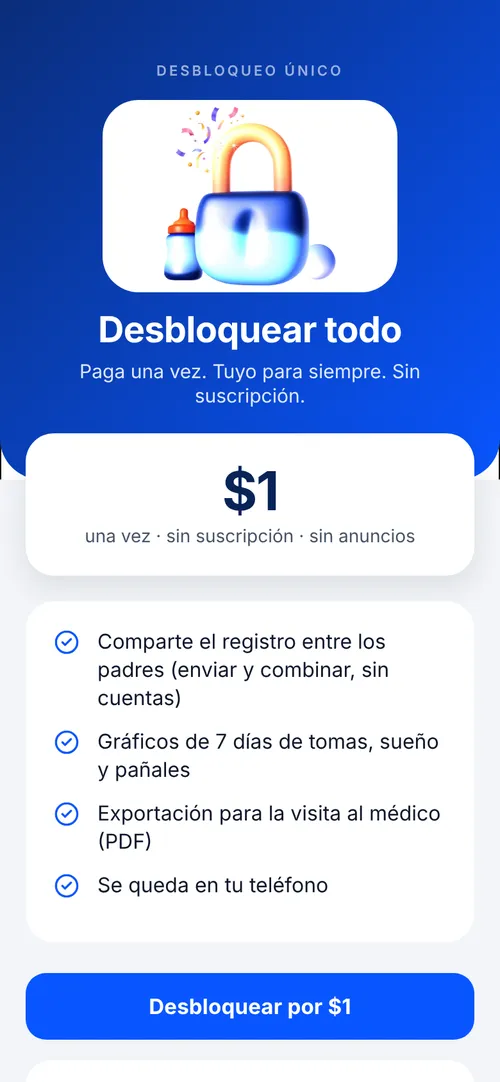 DESBLOQUEO ÚNICO
Desbloquear todo
Paga una vez. Tuyo para siempre. Sin
suscripción.
$1
una vez · sin suscripción · sin anuncios
Comparte el registro entre los
padres (enviar y combinar, sin
cuentas)
Gráficos de 7 días de tomas, sueño
y pañales
Exportación para la visita al médico
(PDF)
Se queda en tu teléfono
Desbloquear por $1